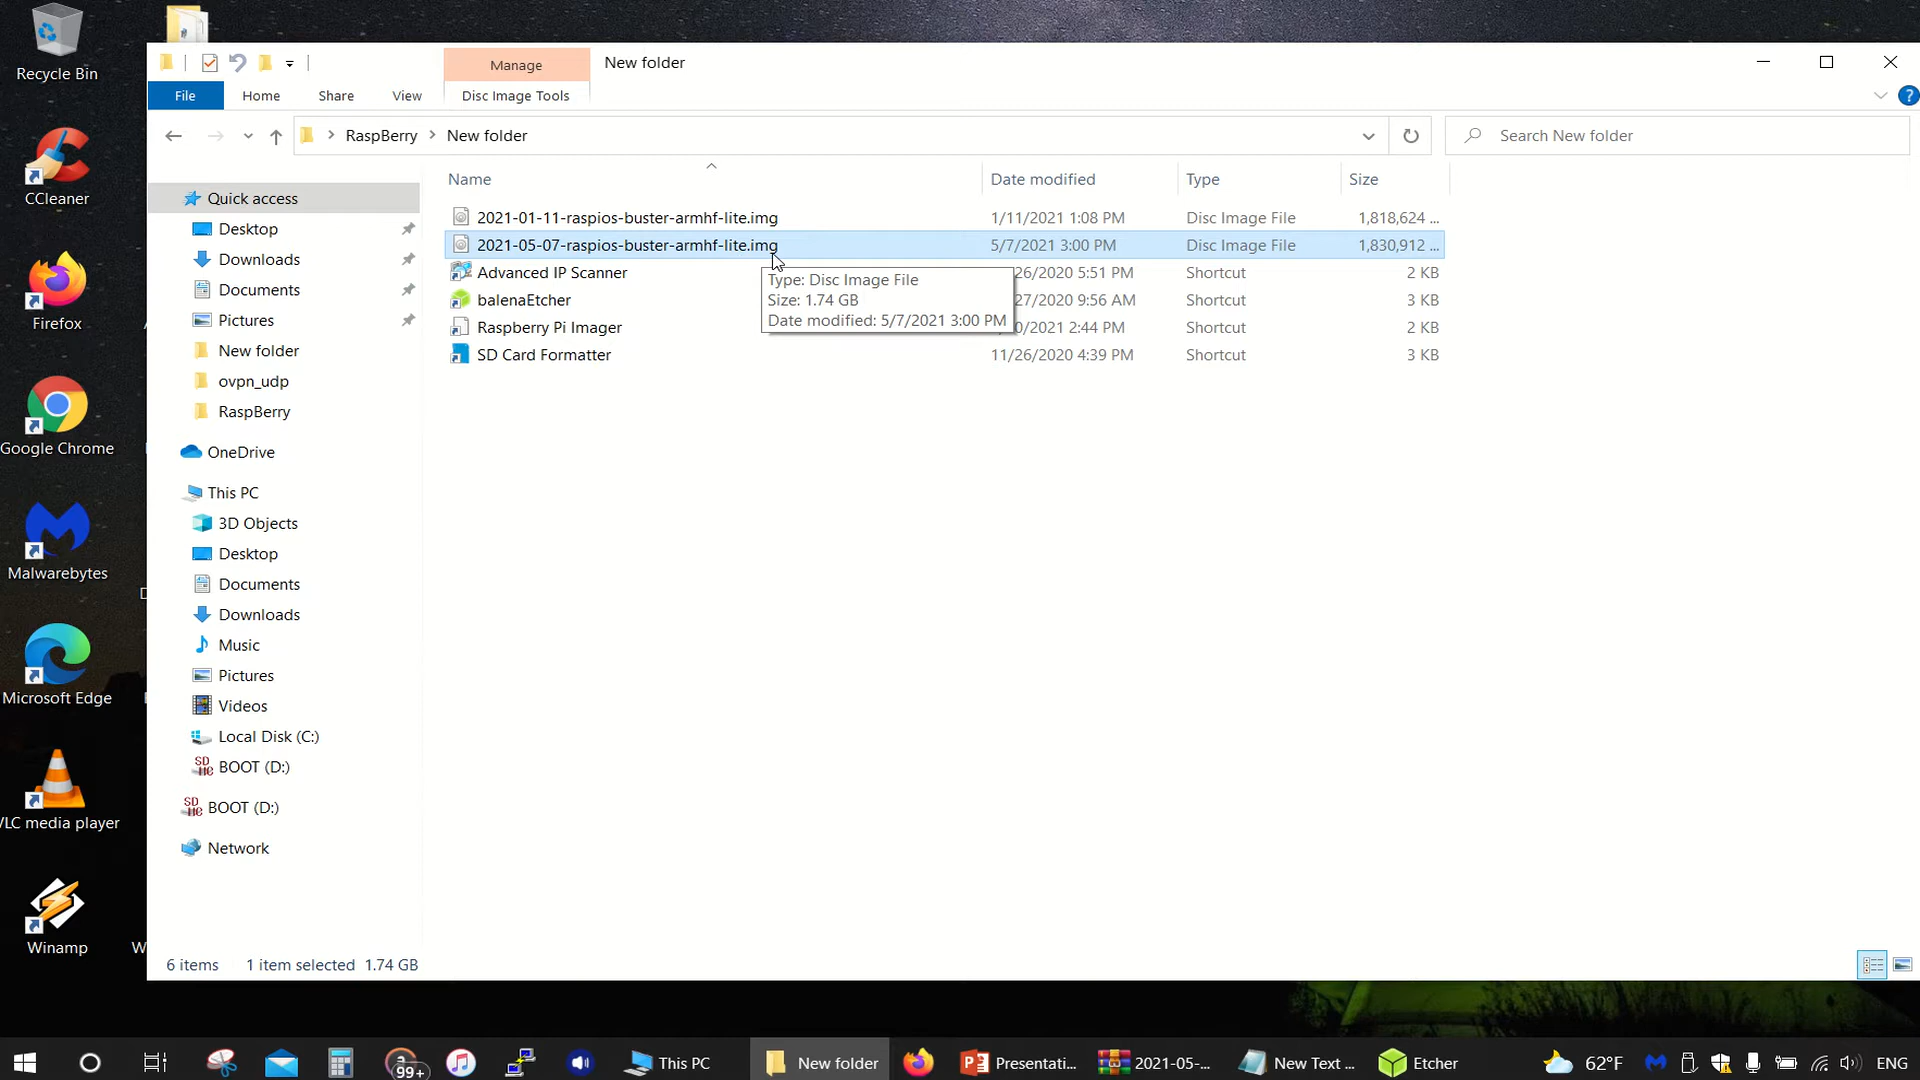 Recycle Bin
CCleaner
Firefox
Google Chrome
Malwarebytes
Microsoft Edge
VLC media player
Winamp
Manage
New folder
File
Home
Share
View
Disc Image Tools
RaspBerry
New folder
Search New folder
Name
Date modified
Type
Size
2021-01-11-raspios-buster-armhf-lite.img 1/11/2021 1:08 PM Disc Image File 1,818,624 ...
2021-05-07-raspios-buster-armhf-lite.img 5/7/2021 3:00 PM Disc Image File 1,830,912 ...
Advanced IP Scanner 26/2020 5:51 PM Shortcut 2 KB
balenaEtcher 27/2020 9:56 AM Shortcut 3 KB
Raspberry Pi Imager 0/2021 2:44 PM Shortcut 2 KB
SD Card Formatter 11/26/2020 4:39 PM Shortcut 3 KB
Type: Disc Image File
Size: 1.74 GB
Date modified: 5/7/2021 3:00 PM
Quick access
Desktop
Downloads
Documents
Pictures
New folder
ovpn_udp
RaspBerry
OneDrive
This PC
3D Objects
Desktop
Documents
Downloads
Music
Pictures
Videos
Local Disk (C:)
BOOT (D:)
BOOT (D:)
Network
6 items 1 item selected 1.74 GB
99+
This PC
New folder
Presentati...
2021-05-...
New Text ...
Etcher
62°F
ENG